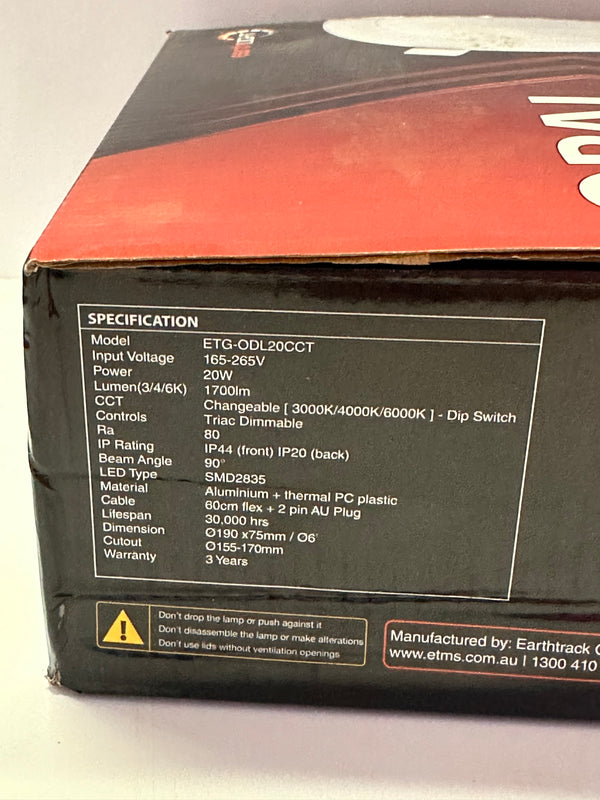 SPECIFICATION
Model ETG-ODL20CCT
Input Voltage 165-265V
Power 20W
Lumen(3/4/6K) 1700lm
CCT Changeable [ 3000K/4000K/6000K ] - Dip Switch
Controls Triac Dimmable
Ra 80
IP Rating IP44 (front) IP20 (back)
Beam Angle 90°
LED Type SMD2835
Material Aluminium + thermal PC plastic
Cable 60cm flex + 2 pin AU Plug
Lifespan 30,000 hrs
Dimension Ø190 x75mm / Ø6'
Cutout Ø155-170mm
Warranty 3 Years
Don't drop the lamp or push against it
Don't disassemble the lamp or make alterations
Don't use lids without ventilation openings
Manufactured by: Earthtrack
www.etms.com.au | 1300 410